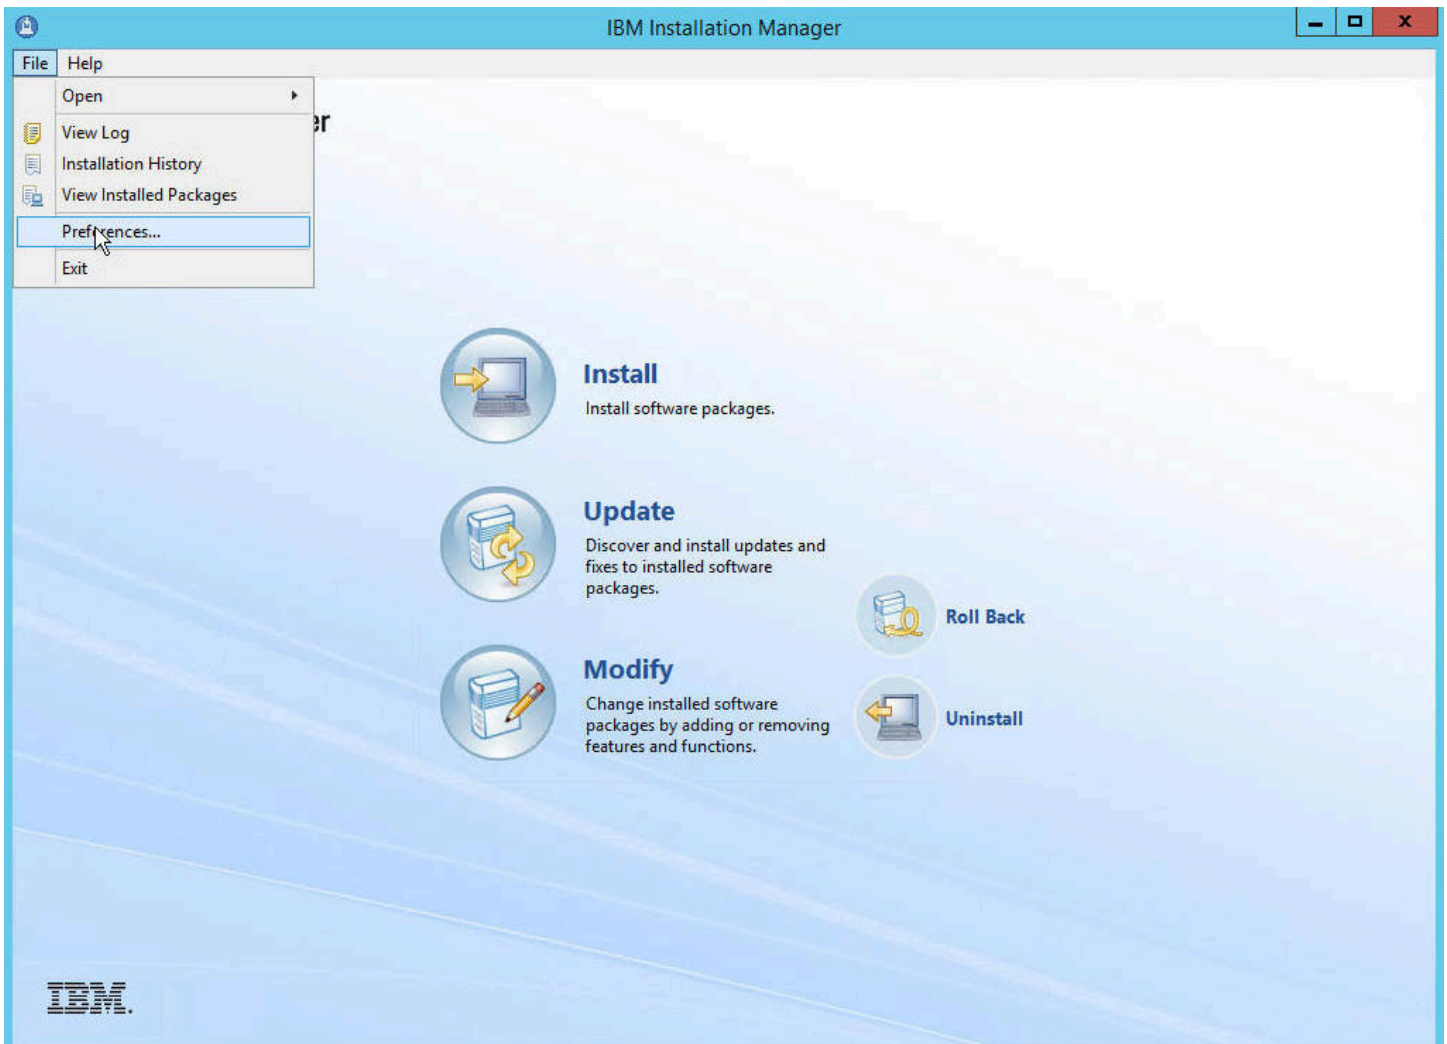 IBM Installation Manager
File Help
Open
er
View Log
Installation History
View Installed Packages
Preferences...
Exit
Install
Install software packages.
Update
Discover and install updates and
fixes to installed software
packages.
Roll Back
Modify
Change installed software
packages by adding or removing
features and functions.
Uninstall
IBM.